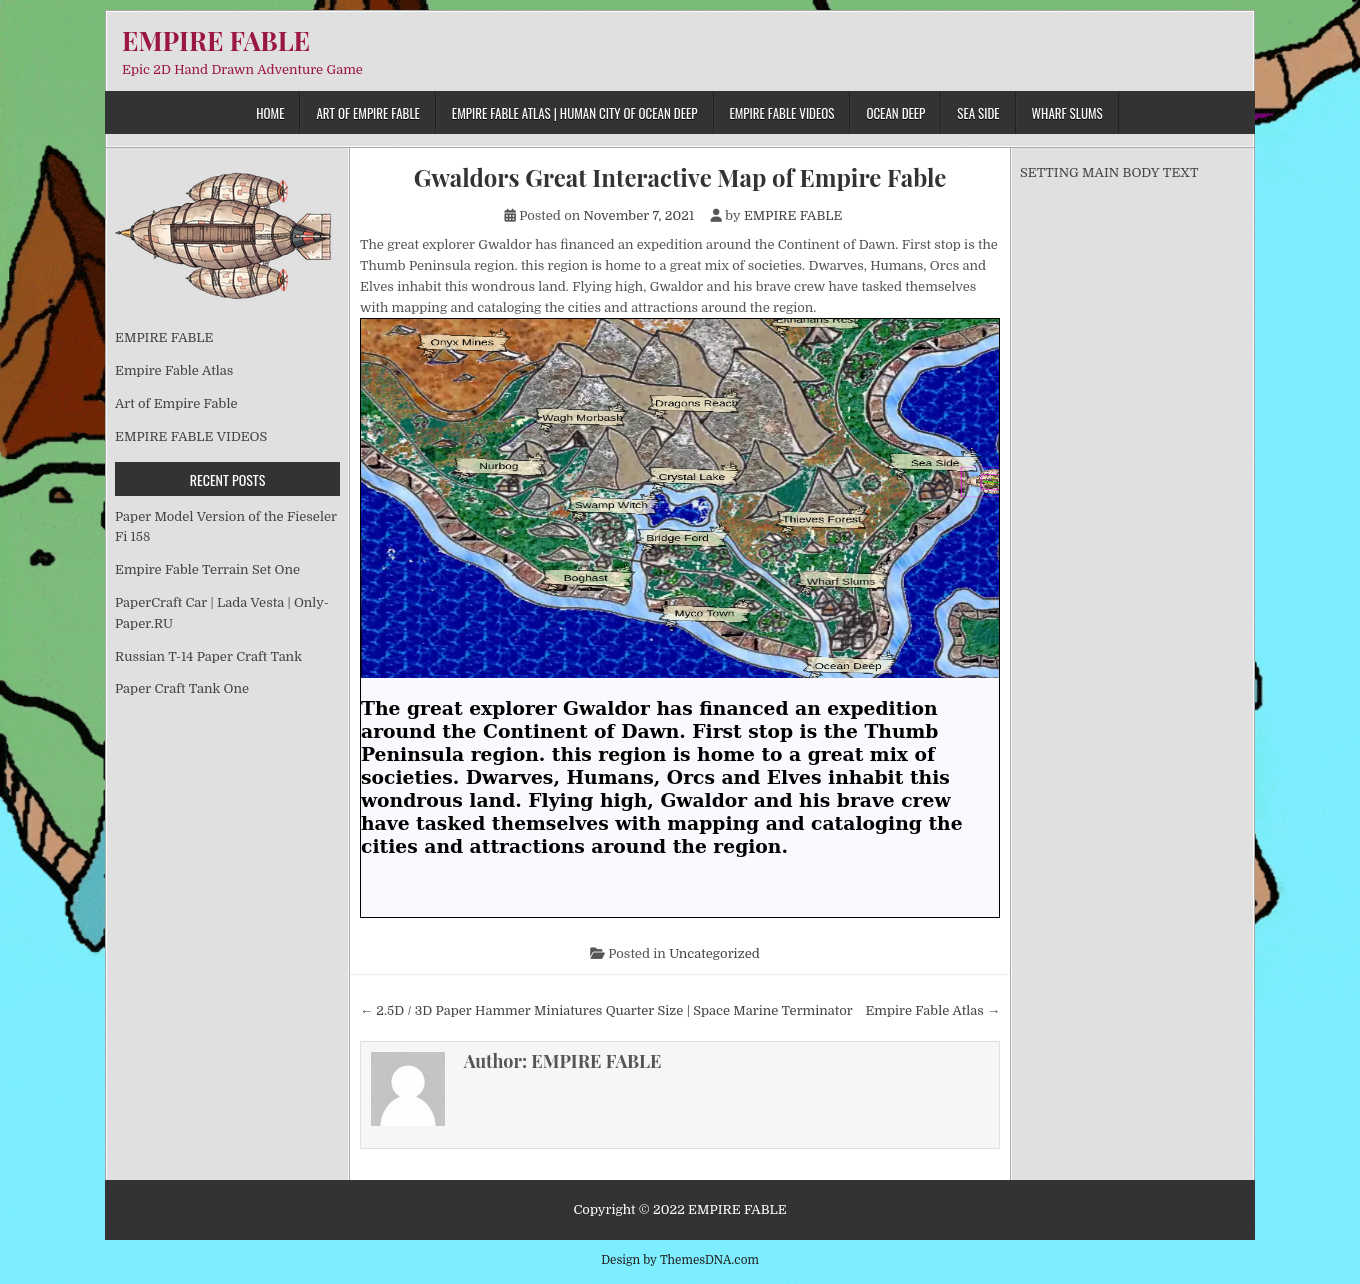 EMPIRE FABLE
Epic 2D Hand Drawn Adventure Game
HOME
ART OF EMPIRE FABLE
EMPIRE FABLE ATLAS | HUMAN CITY OF OCEAN DEEP
EMPIRE FABLE VIDEOS
OCEAN DEEP
SEA SIDE
WHARF SLUMS
EMPIRE FABLE
Empire Fable Atlas
Art of Empire Fable
EMPIRE FABLE VIDEOS
RECENT POSTS
Paper Model Version of the Fieseler
Fi 158
Empire Fable Terrain Set One
PaperCraft Car | Lada Vesta | Only-
Paper.RU
Russian T-14 Paper Craft Tank
Paper Craft Tank One
Gwaldors Great Interactive Map of Empire Fable
Posted on November 7, 2021 by EMPIRE FABLE
The great explorer Gwaldor has financed an expedition around the Continent of Dawn. First stop is the
Thumb Peninsula region. this region is home to a great mix of societies. Dwarves, Humans, Orcs and
Elves inhabit this wondrous land. Flying high, Gwaldor and his brave crew have tasked themselves
with mapping and cataloging the cities and attractions around the region.
Onyx Mines
Dragons Reach
Wagh Morbash
Nurbog
Sea Side
Crystal Lake
Swamp Witch
Thieves Forest
Bridge Ford
Boghast
Wharf Slums
Myco Town
Ocean Deep
The great explorer Gwaldor has financed an expedition
around the Continent of Dawn. First stop is the Thumb
Peninsula region. this region is home to a great mix of
societies. Dwarves, Humans, Orcs and Elves inhabit this
wondrous land. Flying high, Gwaldor and his brave crew
have tasked themselves with mapping and cataloging the
cities and attractions around the region.
Posted in Uncategorized
← 2.5D / 3D Paper Hammer Miniatures Quarter Size | Space Marine Terminator
Empire Fable Atlas →
Author: EMPIRE FABLE
SETTING MAIN BODY TEXT
Copyright © 2022 EMPIRE FABLE
Design by ThemesDNA.com